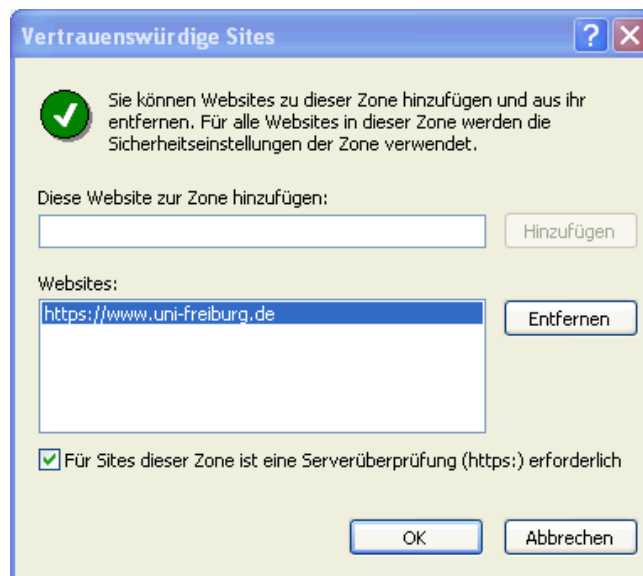 Vertrauenswürdige Sites
Sie können Websites zu dieser Zone hinzufügen und aus ihr
entfernen. Für alle Websites in dieser Zone werden die
Sicherheitseinstellungen der Zone verwendet.
Diese Website zur Zone hinzufügen:
Hinzufügen
Websites:
https://www.uni-freiburg.de
Entfernen
Für Sites dieser Zone ist eine Serverüberprüfung (https:) erforderlich
OK
Abbrechen